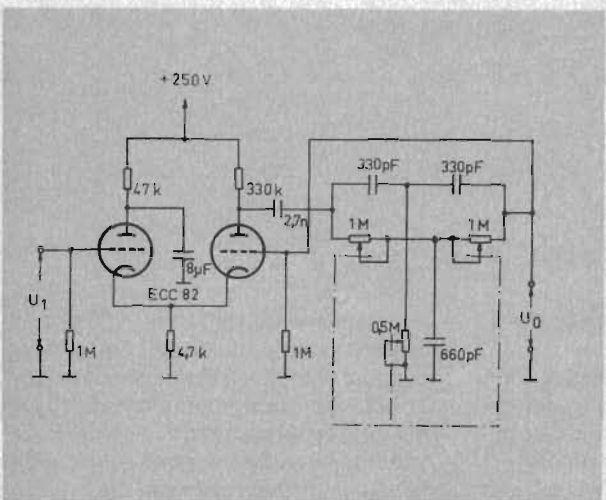 +250V
47k
330k
330pF
330pF
2,7n
1M
1M
8µF
ECC 82
U1
U0
1M
4,7k
1M
0,5M
660pF